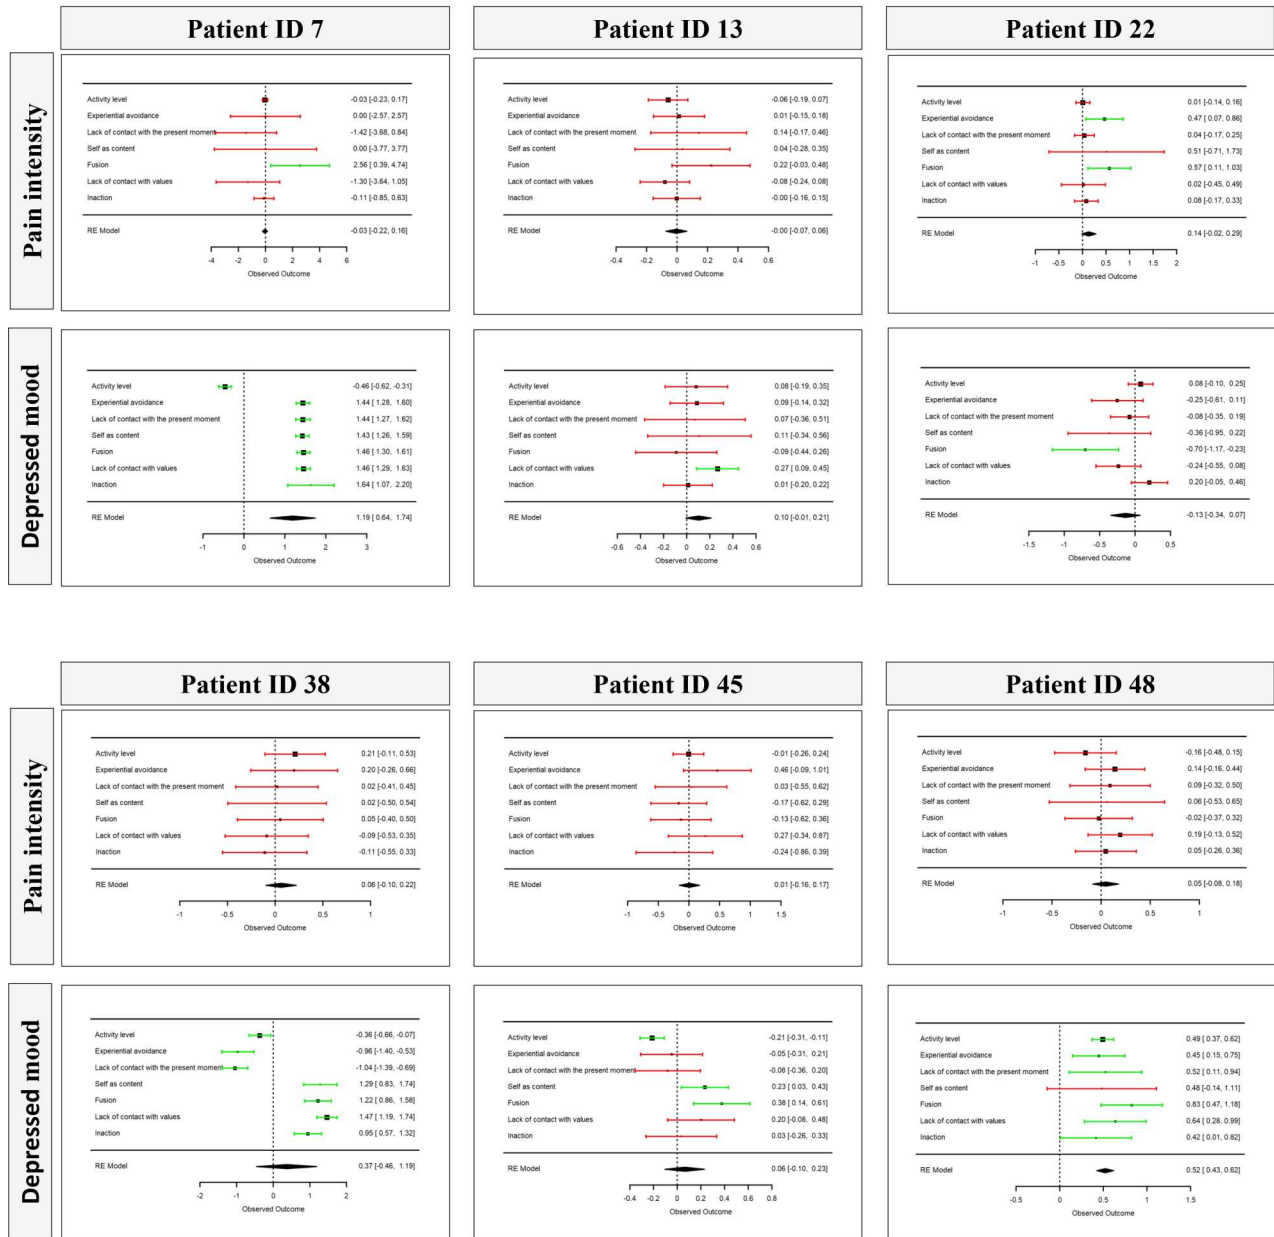 Patient ID 7
Patient ID 13
Patient ID 22
Pain intensity
Activity level -0.03 [-0.23, 0.17]
Experiential avoidance 0.00 [-2.57, 2.57]
Lack of contact with the present moment -1.42 [-3.68, 0.84]
Self as content 0.00 [-3.77, 3.77]
Fusion 2.56 [ 0.39, 4.74]
Lack of contact with values -1.30 [-3.64, 1.05]
Inaction -0.11 [-0.85, 0.63]
RE Model -0.03 [-0.22, 0.16]
-4 -2 0 2 4 6
Observed Outcome
Activity level -0.06 [-0.19, 0.07]
Experiential avoidance 0.01 [-0.15, 0.18]
Lack of contact with the present moment 0.14 [-0.17, 0.46]
Self as content 0.04 [-0.28, 0.35]
Fusion 0.22 [-0.03, 0.48]
Lack of contact with values -0.08 [-0.24, 0.08]
Inaction -0.00 [-0.16, 0.15]
RE Model -0.00 [-0.07, 0.06]
-0.4 -0.2 0 0.2 0.4 0.6
Observed Outcome
Activity level 0.01 [-0.14, 0.16]
Experiential avoidance 0.47 [ 0.07, 0.86]
Lack of contact with the present moment 0.04 [-0.17, 0.25]
Self as content 0.51 [-0.71, 1.73]
Fusion 0.57 [ 0.11, 1.03]
Lack of contact with values 0.02 [-0.45, 0.49]
Inaction 0.08 [-0.17, 0.33]
RE Model 0.14 [-0.02, 0.29]
-1 -0.5 0 0.5 1 1.5 2
Observed Outcome
Depressed mood
Activity level -0.46 [-0.62, -0.31]
Experiential avoidance 1.44 [ 1.28, 1.60]
Lack of contact with the present moment 1.44 [ 1.27, 1.62]
Self as content 1.43 [ 1.26, 1.59]
Fusion 1.46 [ 1.30, 1.61]
Lack of contact with values 1.46 [ 1.29, 1.63]
Inaction 1.64 [ 1.07, 2.20]
RE Model 1.19 [ 0.64, 1.74]
-1 0 1 2 3
Observed Outcome
Activity level 0.08 [-0.19, 0.35]
Experiential avoidance 0.09 [-0.14, 0.32]
Lack of contact with the present moment 0.07 [-0.36, 0.51]
Self as content 0.11 [-0.34, 0.56]
Fusion -0.09 [-0.44, 0.26]
Lack of contact with values 0.27 [ 0.09, 0.45]
Inaction 0.01 [-0.20, 0.22]
RE Model 0.10 [-0.01, 0.21]
-0.6 -0.4 -0.2 0 0.2 0.4 0.6
Observed Outcome
Activity level 0.08 [-0.10, 0.25]
Experiential avoidance -0.25 [-0.61, 0.11]
Lack of contact with the present moment -0.08 [-0.35, 0.19]
Self as content -0.36 [-0.95, 0.22]
Fusion -0.70 [-1.17, -0.23]
Lack of contact with values -0.24 [-0.55, 0.08]
Inaction 0.20 [-0.05, 0.46]
RE Model -0.13 [-0.34, 0.07]
-1.5 -1 -0.5 0 0.5
Observed Outcome
Patient ID 38
Patient ID 45
Patient ID 48
Pain intensity
Activity level 0.21 [-0.11, 0.53]
Experiential avoidance 0.20 [-0.26, 0.66]
Lack of contact with the present moment 0.02 [-0.41, 0.45]
Self as content 0.02 [-0.50, 0.54]
Fusion 0.05 [-0.40, 0.50]
Lack of contact with values -0.09 [-0.53, 0.35]
Inaction -0.11 [-0.55, 0.33]
RE Model 0.06 [-0.10, 0.22]
-1 -0.5 0 0.5 1
Observed Outcome
Activity level -0.01 [-0.26, 0.24]
Experiential avoidance 0.46 [-0.09, 1.01]
Lack of contact with the present moment 0.03 [-0.55, 0.62]
Self as content -0.17 [-0.62, 0.29]
Fusion -0.13 [-0.62, 0.36]
Lack of contact with values 0.27 [-0.34, 0.87]
Inaction -0.24 [-0.86, 0.39]
RE Model 0.01 [-0.16, 0.17]
-1 -0.5 0 0.5 1 1.5
Observed Outcome
Activity level -0.16 [-0.48, 0.15]
Experiential avoidance 0.14 [-0.16, 0.44]
Lack of contact with the present moment 0.09 [-0.32, 0.50]
Self as content 0.06 [-0.53, 0.65]
Fusion -0.02 [-0.37, 0.32]
Lack of contact with values 0.19 [-0.13, 0.52]
Inaction 0.05 [-0.26, 0.36]
RE Model 0.05 [-0.08, 0.18]
-1 -0.5 0 0.5 1
Observed Outcome
Depressed mood
Activity level -0.36 [-0.66, -0.07]
Experiential avoidance -0.96 [-1.40, -0.53]
Lack of contact with the present moment -1.04 [-1.39, -0.69]
Self as content 1.29 [ 0.83, 1.74]
Fusion 1.22 [ 0.86, 1.58]
Lack of contact with values 1.47 [ 1.19, 1.74]
Inaction 0.95 [ 0.57, 1.32]
RE Model 0.37 [-0.46, 1.19]
-2 -1 0 1 2
Observed Outcome
Activity level -0.21 [-0.31, -0.11]
Experiential avoidance -0.05 [-0.31, 0.21]
Lack of contact with the present moment -0.08 [-0.36, 0.20]
Self as content 0.23 [ 0.03, 0.43]
Fusion 0.38 [ 0.14, 0.61]
Lack of contact with values 0.20 [-0.08, 0.48]
Inaction 0.03 [-0.26, 0.33]
RE Model 0.06 [-0.10, 0.23]
-0.4 -0.2 0 0.2 0.4 0.6 0.8
Observed Outcome
Activity level 0.49 [ 0.37, 0.62]
Experiential avoidance 0.45 [ 0.15, 0.75]
Lack of contact with the present moment 0.52 [ 0.11, 0.94]
Self as content 0.48 [-0.14, 1.11]
Fusion 0.83 [ 0.47, 1.18]
Lack of contact with values 0.64 [ 0.28, 0.99]
Inaction 0.42 [ 0.01, 0.82]
RE Model 0.52 [ 0.43, 0.62]
-0.5 0 0.5 1 1.5
Observed Outcome